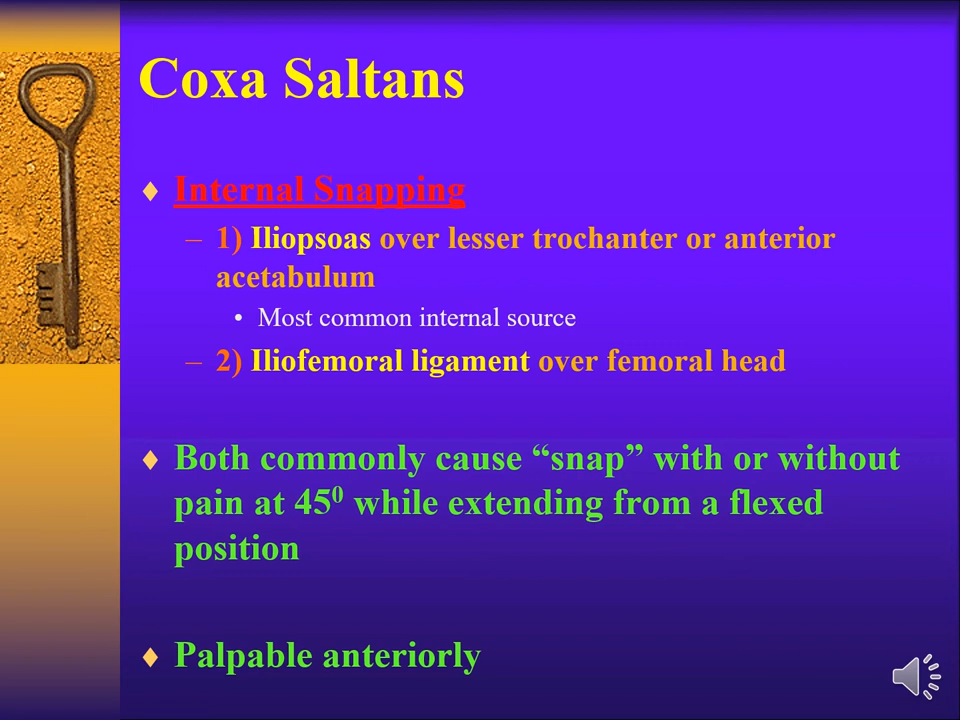 Coxa Saltans
♦ Internal Snapping
– 1) Iliopsoas over lesser trochanter or anterior
acetabulum
• Most common internal source
– 2) Iliofemoral ligament over femoral head
♦ Both commonly cause “snap” with or without
pain at 45⁰ while extending from a flexed
position
♦ Palpable anteriorly